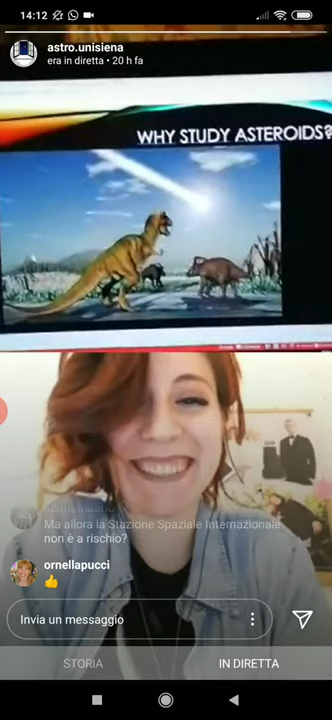 14:12
astro.unisiena
era in diretta • 20 h fa
WHY STUDY ASTEROIDS?
Ma allora la Stazione Spaziale Internazionale
non è a rischio?
ornellapucci
👍
Invia un messaggio
STORIA
IN DIRETTA